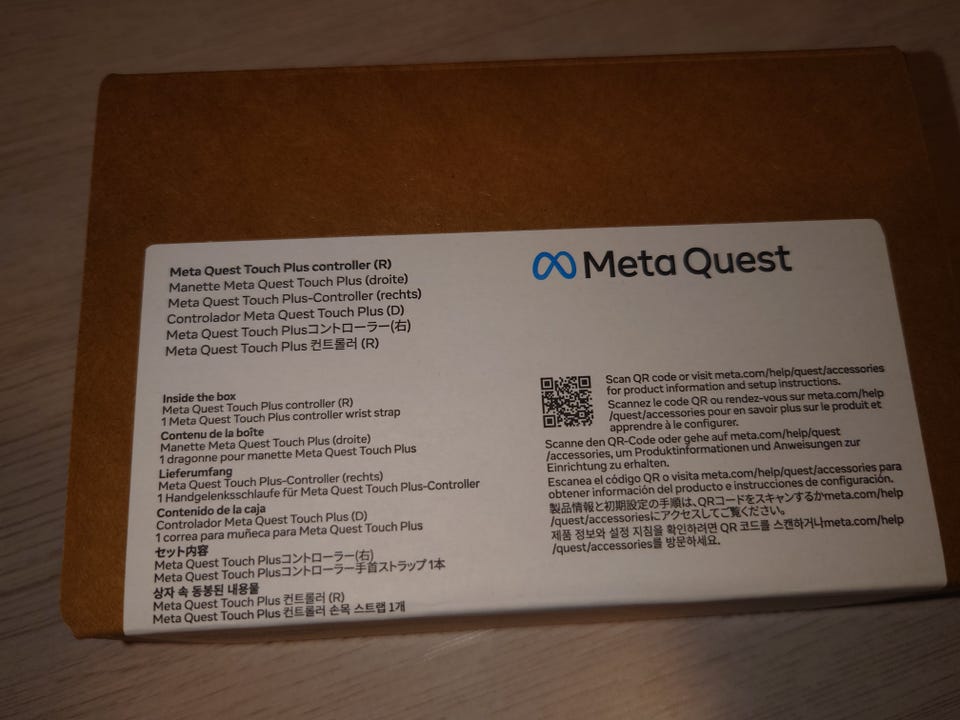 Meta Quest Touch Plus controller (R)
Manette Meta Quest Touch Plus (droite)
Meta Quest Touch Plus-Controller (rechts)
Controlador Meta Quest Touch Plus (D)
Meta Quest Touch Plusコントローラー(右)
Meta Quest Touch Plus 컨트롤러 (R)
Inside the box
Meta Quest Touch Plus controller (R)
1 Meta Quest Touch Plus controller wrist strap
Contenu de la boîte
Manette Meta Quest Touch Plus (droite)
1 dragonne pour manette Meta Quest Touch Plus
Lieferumfang
Meta Quest Touch Plus-Controller (rechts)
1 Handgelenksschlaufe für Meta Quest Touch Plus-Controller
Contenido de la caja
Controlador Meta Quest Touch Plus (D)
1 correa para muñeca para Meta Quest Touch Plus
セット内容
Meta Quest Touch Plusコントローラー(右)
Meta Quest Touch Plusコントローラー手首ストラップ 1本
상자 속 동봉된 내용물
Meta Quest Touch Plus 컨트롤러 (R)
Meta Quest Touch Plus 컨트롤러 손목 스트랩 1개
Meta Quest
Scan QR code or visit meta.com/help/quest/accessories
for product information and setup instructions.
Scannez le code QR ou rendez-vous sur meta.com/help
/quest/accessories pour en savoir plus sur le produit et
apprendre à le configurer.
Scanne den QR-Code oder gehe auf meta.com/help/quest
/accessories, um Produktinformationen und Anweisungen zur
Einrichtung zu erhalten.
Escanea el código QR o visita meta.com/help/quest/accessories para
obtener información del producto e instrucciones de configuración.
製品情報と初期設定の手順は、QRコードをスキャンするかmeta.com/help
/quest/accessoriesにアクセスしてご覧ください。
제품 정보와 설정 지침을 확인하려면 QR 코드를 스캔하거나meta.com/help
/quest/accessories를 방문하세요.